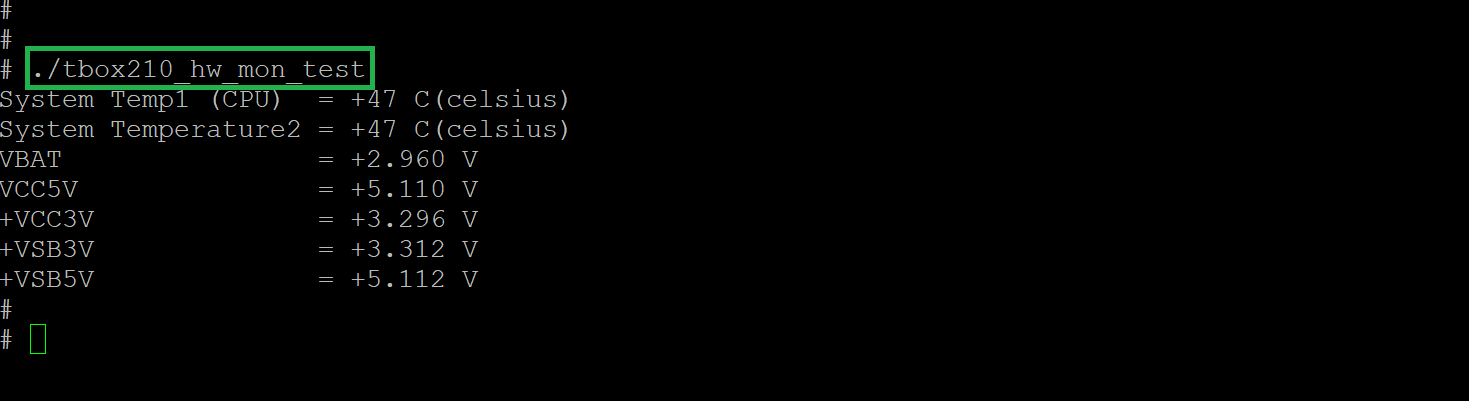 #
#
# ./tbox210_hw_mon_test
System Temp1 (CPU)  = +47 C(celsius)
System Temperature2 = +47 C(celsius)
VBAT                = +2.960 V
VCC5V               = +5.110 V
+VCC3V              = +3.296 V
+VSB3V              = +3.312 V
+VSB5V              = +5.112 V
#
#